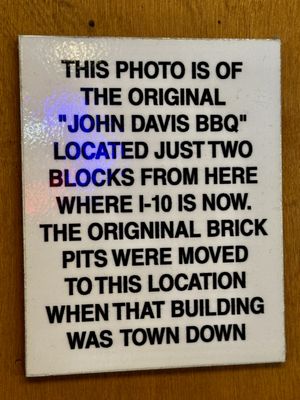 THIS PHOTO IS OF
THE ORIGINAL
"JOHN DAVIS BBQ"
LOCATED JUST TWO
BLOCKS FROM HERE
WHERE I-10 IS NOW.
THE ORIGNINAL BRICK
PITS WERE MOVED
TO THIS LOCATION
WHEN THAT BUILDING
WAS TOWN DOWN